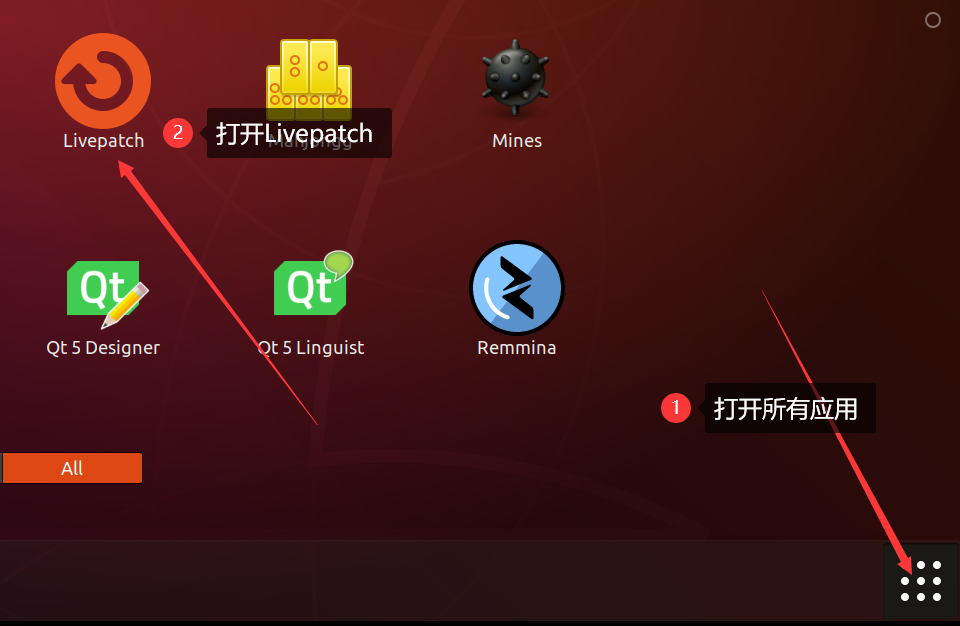 Livepatch
2
打开Livepatch
Mahjongg
Mines
Qt
Qt
Qt 5 Designer
Qt 5 Linguist
Remmina
1
打开所有应用
All